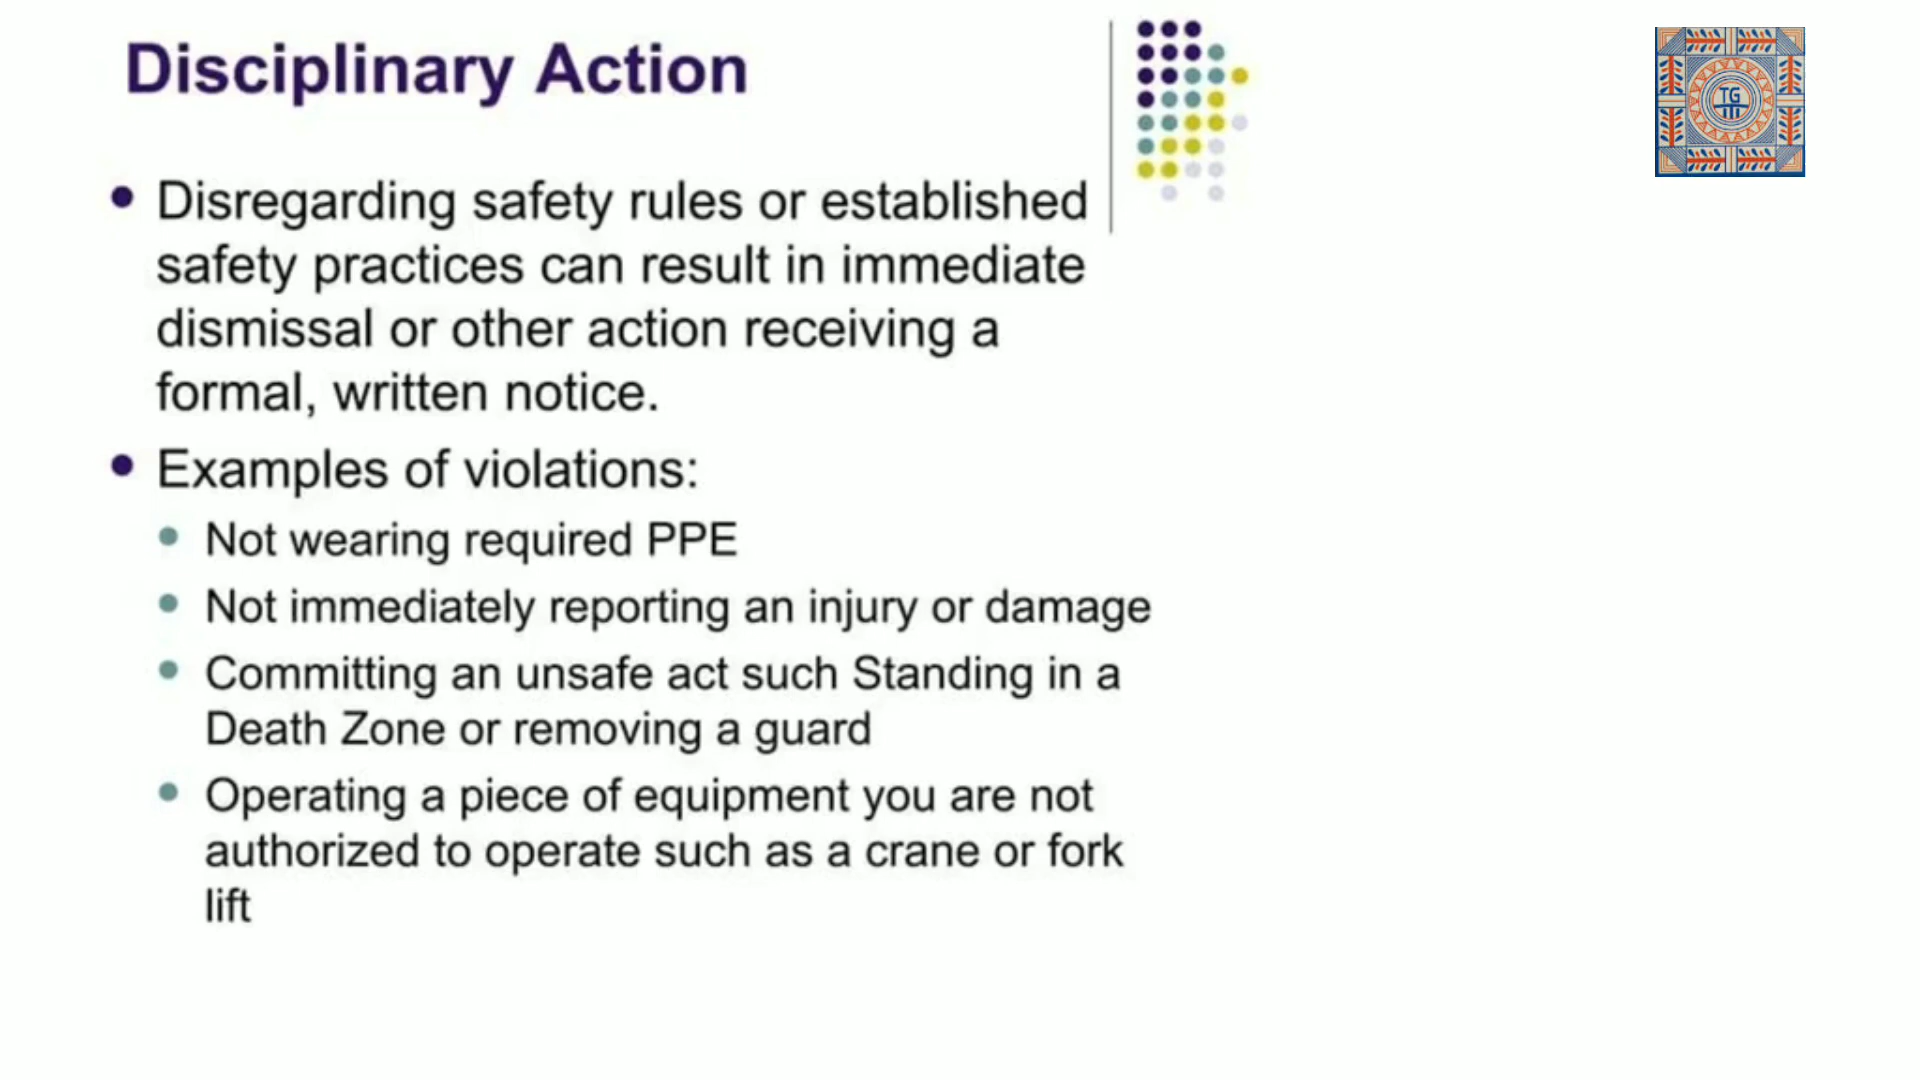 Disciplinary Action
TG
Disregarding safety rules or established
safety practices can result in immediate
dismissal or other action receiving a
formal, written notice.
Examples of violations:
Not wearing required PPE
Not immediately reporting an injury or damage
Committing an unsafe act such Standing in a
Death Zone or removing a guard
Operating a piece of equipment you are not
authorized to operate such as a crane or fork
lift